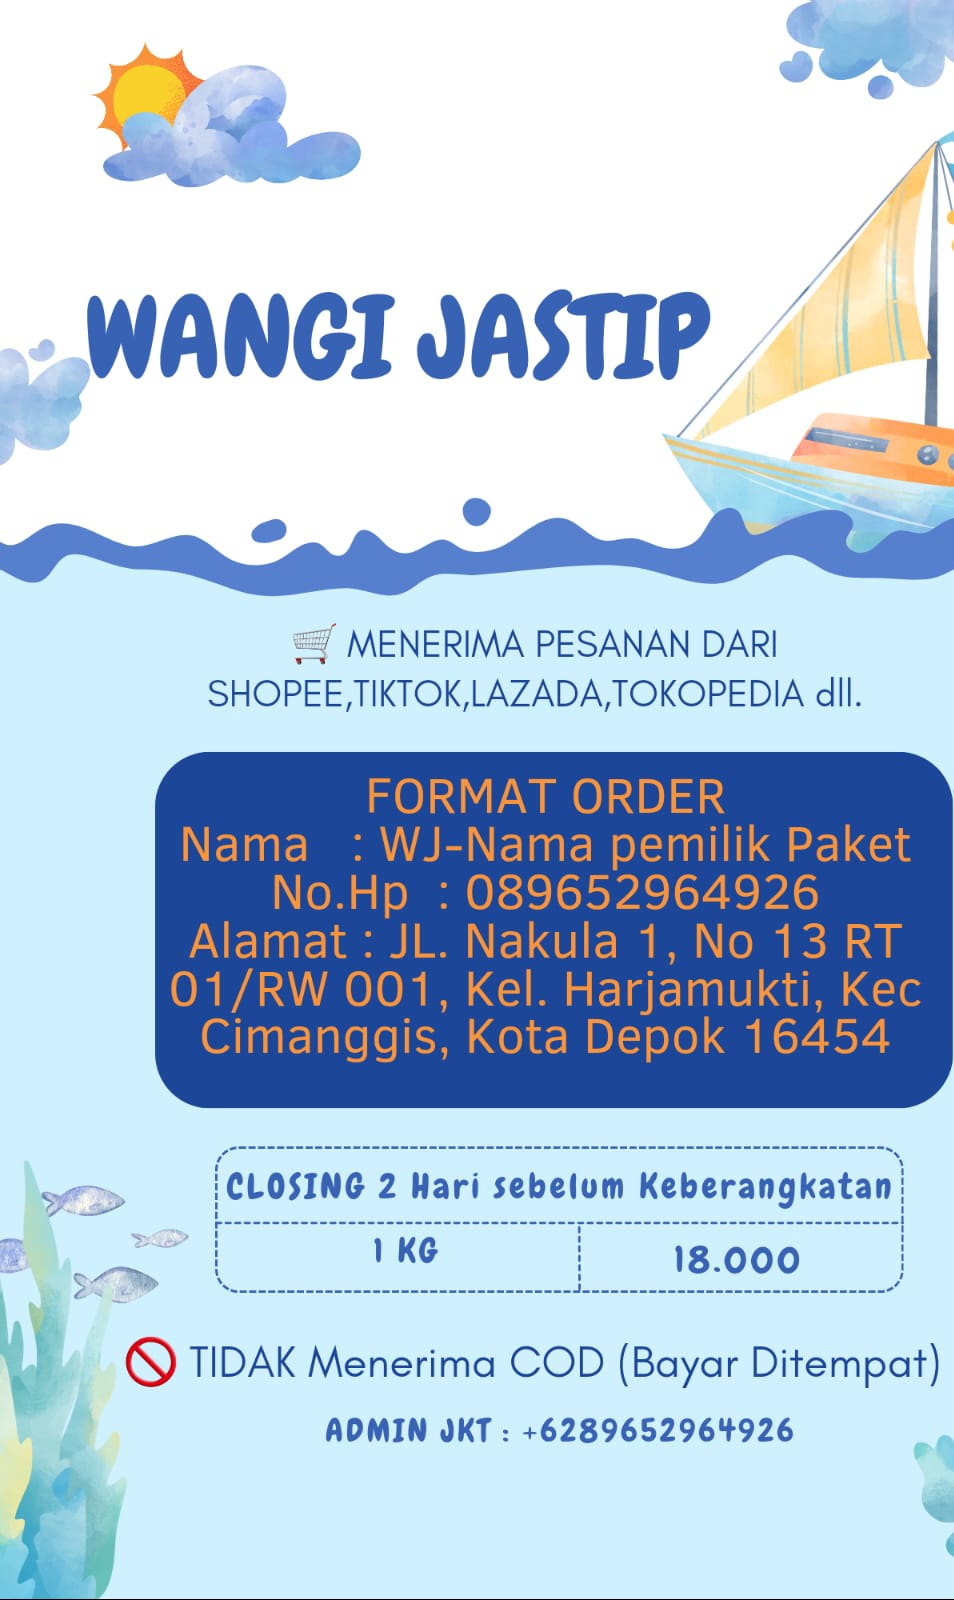 WANGI JASTIP
🛒 MENERIMA PESANAN DARI
SHOPEE,TIKTOK,LAZADA,TOKOPEDIA dll.
FORMAT ORDER
Nama : WJ-Nama pemilik Paket
No.Hp : 089652964926
Alamat : JL. Nakula 1, No 13 RT
01/RW 001, Kel. Harjamukti, Kec
Cimanggis, Kota Depok 16454
CLOSING 2 Hari sebelum Keberangkatan
1 KG
18.000
🚫 TIDAK Menerima COD (Bayar Ditempat)
ADMIN JKT : +6289652964926